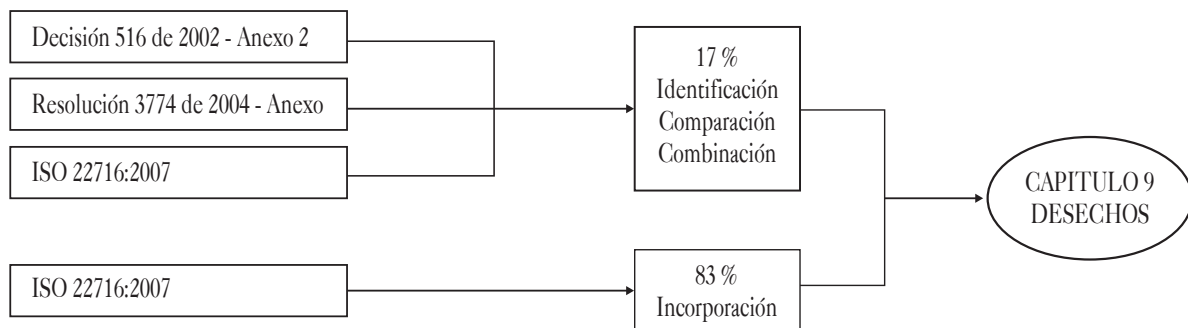 Decisión 516 de 2002 - Anexo 2
Resolución 3774 de 2004 - Anexo
ISO 22716:2007
17 %
Identificación
Comparación
Combinación
ISO 22716:2007
83 %
Incorporación
CAPITULO 9
DESECHOS